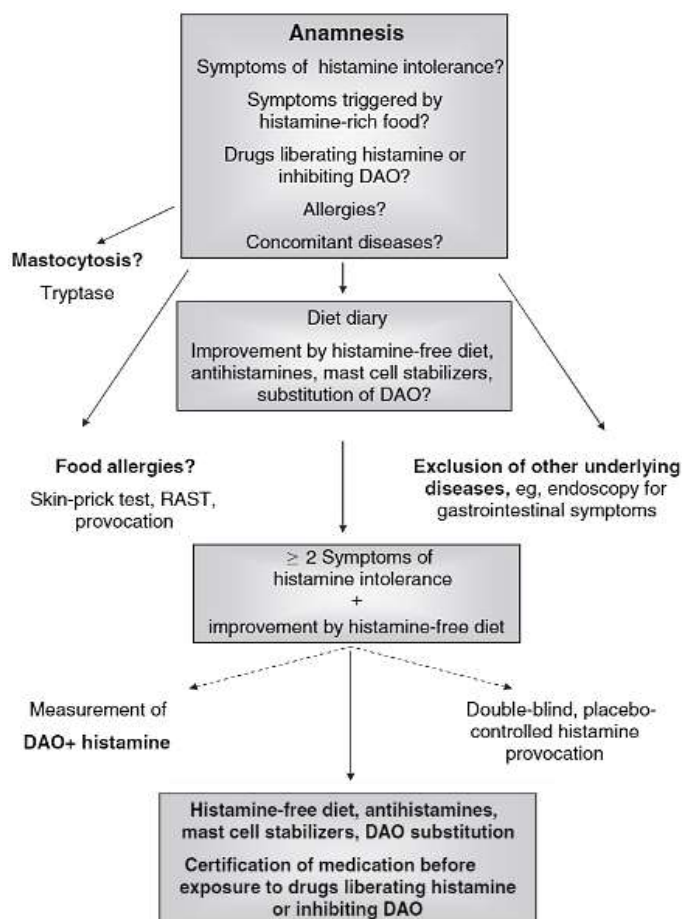 Anamnesis
Symptoms of histamine intolerance?
Symptoms triggered by
histamine-rich food?
Drugs liberating histamine or
inhibiting DAO?
Allergies?
Concomitant diseases?
Mastocytosis?
Tryptase
Diet diary
Improvement by histamine-free diet,
antihistamines, mast cell stabilizers,
substitution of DAO?
Food allergies?
Skin-prick test, RAST,
provocation
Exclusion of other underlying
diseases, eg, endoscopy for
gastrointestinal symptoms
≥ 2 Symptoms of
histamine intolerance
+
improvement by histamine-free diet
Measurement of
DAO+ histamine
Double-blind, placebo-
controlled histamine
provocation
Histamine-free diet, antihistamines,
mast cell stabilizers, DAO substitution
Certification of medication before
exposure to drugs liberating histamine
or inhibiting DAO